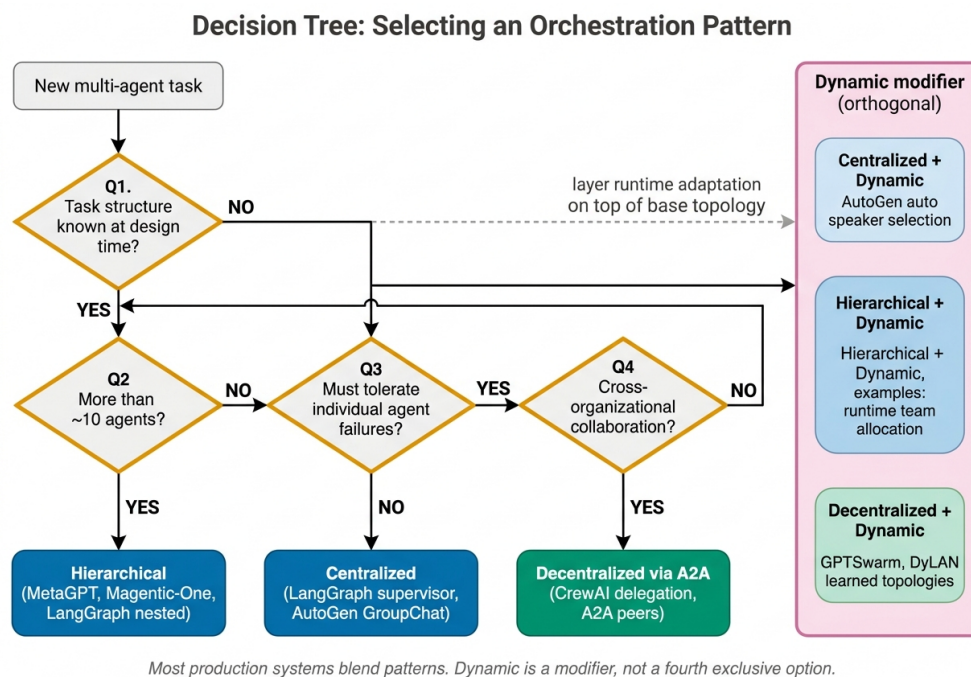 Decision Tree: Selecting an Orchestration Pattern
New multi-agent task
Q1.
Task structure
known at design
time?
NO
YES
layer runtime adaptation
on top of base topology
Q2
More than
~10 agents?
NO
YES
Q3
Must tolerate
individual agent
failures?
YES
NO
Q4
Cross-
organizational
collaboration?
NO
YES
Hierarchical
(MetaGPT, Magentic-One,
LangGraph nested)
Centralized
(LangGraph supervisor,
AutoGen GroupChat)
Decentralized via A2A
(CrewAI delegation,
A2A peers)
Dynamic modifier
(orthogonal)
Centralized +
Dynamic
AutoGen auto
speaker selection
Hierarchical +
Dynamic
Hierarchical +
Dynamic,
examples:
runtime team
allocation
Decentralized +
Dynamic
GPTSwarm, DyLAN
learned topologies
Most production systems blend patterns. Dynamic is a modifier, not a fourth exclusive option.